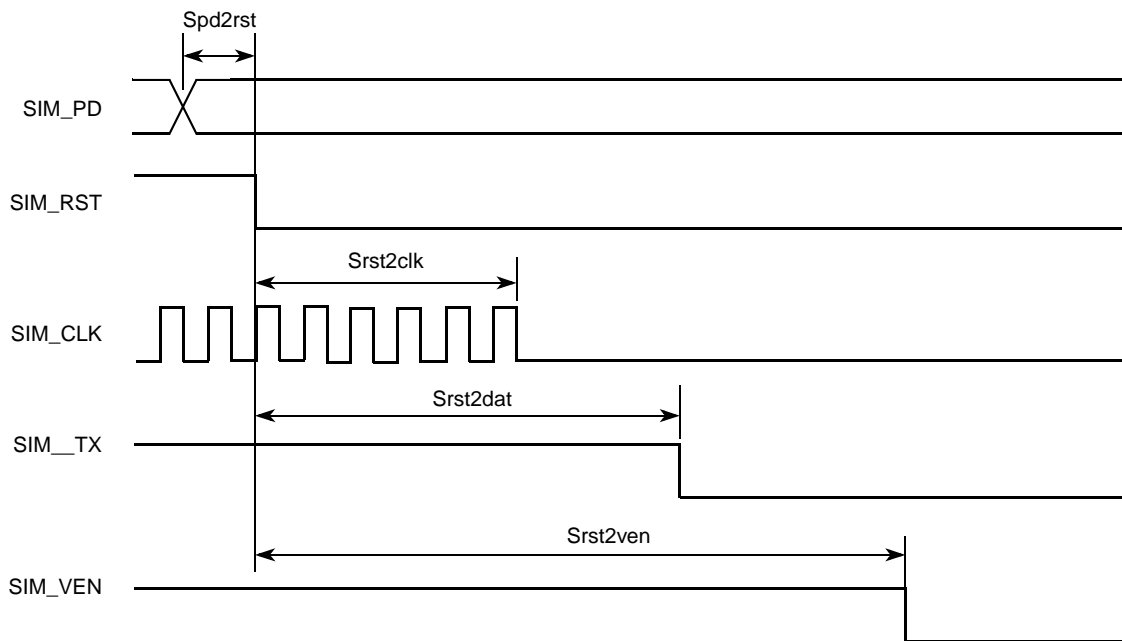 Spd2rst
SIM_PD
SIM_RST
Srst2clk
SIM_CLK
Srst2dat
SIM__TX
Srst2ven
SIM_VEN